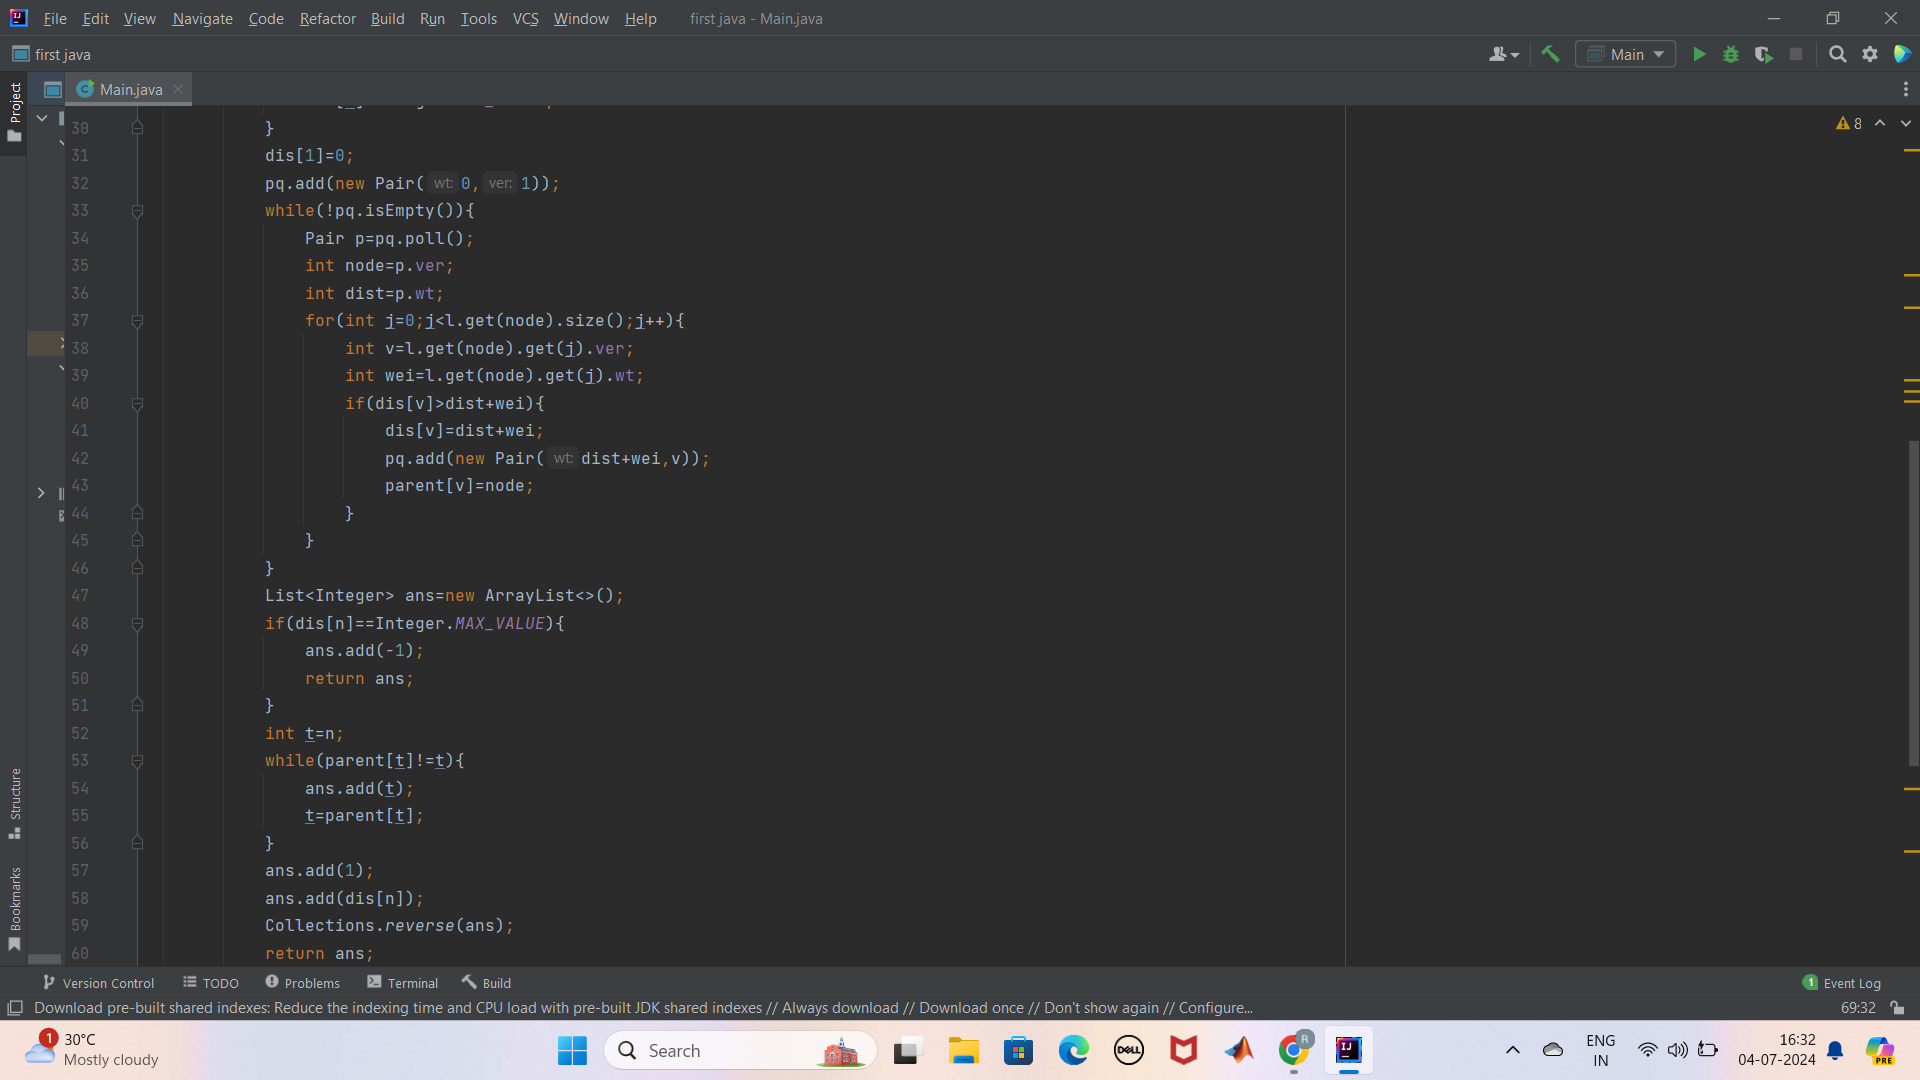 File Edit View Navigate Code Refactor Build Run Tools VCS Window Help first java - Main.java
first java Main
Project Main.java
8
30 }
31 dis[1]=0;
32 pq.add(new Pair( wt: 0, ver: 1));
33 while(!pq.isEmpty()){
34 Pair p=pq.poll();
35 int node=p.ver;
36 int dist=p.wt;
37 for(int j=0;j<l.get(node).size();j++){
38 int v=l.get(node).get(j).ver;
39 int wei=l.get(node).get(j).wt;
40 if(dis[v]>dist+wei){
41 dis[v]=dist+wei;
42 pq.add(new Pair( wt: dist+wei,v));
43 parent[v]=node;
44 }
45 }
46 }
47 List<Integer> ans=new ArrayList<>();
48 if(dis[n]==Integer.MAX_VALUE){
49 ans.add(-1);
50 return ans;
51 }
52 int t=n;
53 while(parent[t]!=t){
54 ans.add(t);
55 t=parent[t];
56 }
57 ans.add(1);
58 ans.add(dis[n]);
59 Collections.reverse(ans);
60 return ans;
Structure
Bookmarks
Version Control TODO Problems Terminal Build 1 Event Log
Download pre-built shared indexes: Reduce the indexing time and CPU load with pre-built JDK shared indexes // Always download // Download once // Don't show again // Configure... 69:32
1 30°C
Mostly cloudy
Search
DELL
R
IJ
ENG
IN
16:32
04-07-2024
PRE